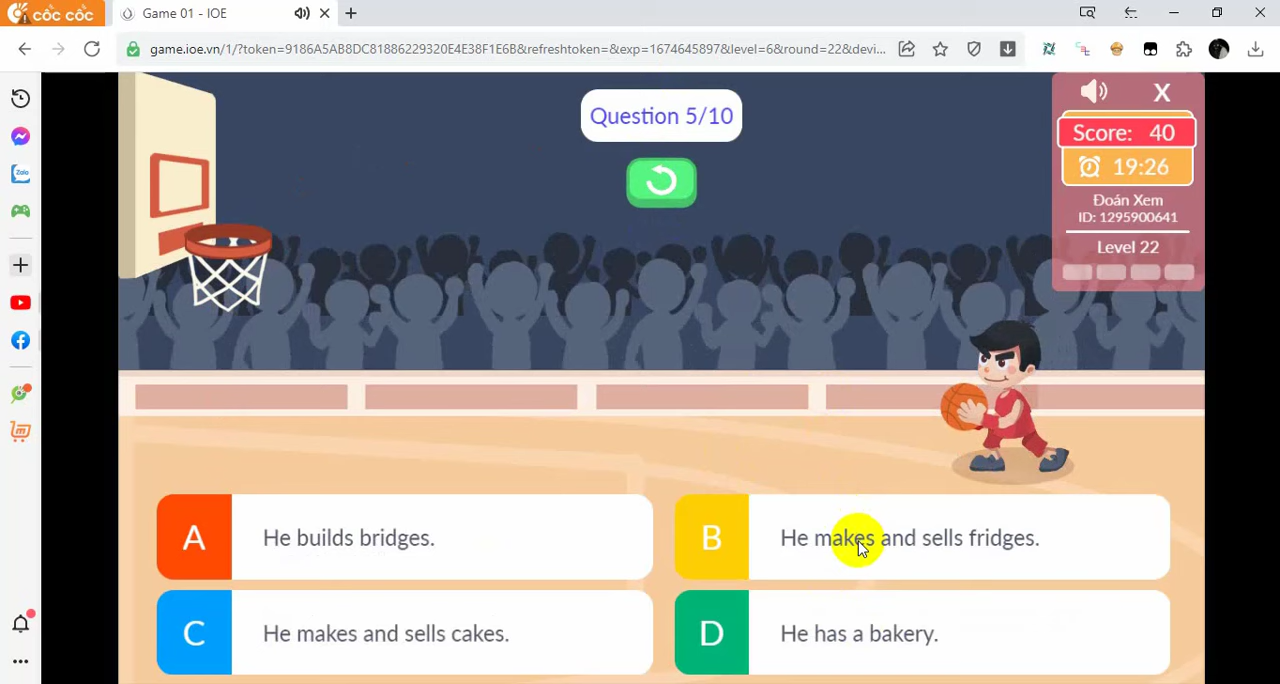 CỐC CỐC
Game 01 - IOE
game.ioe.vn/1/?token=9186A5AB8DC81886229320E4E38F1E6B&refreshtoken=&exp=1674645897&level=6&round=22&devi...
Zalo
Question 5/10
X
Score: 40
19:26
Đoán Xem
ID: 1295900641
Level 22
A
He builds bridges.
B
He makes and sells fridges.
C
He makes and sells cakes.
D
He has a bakery.